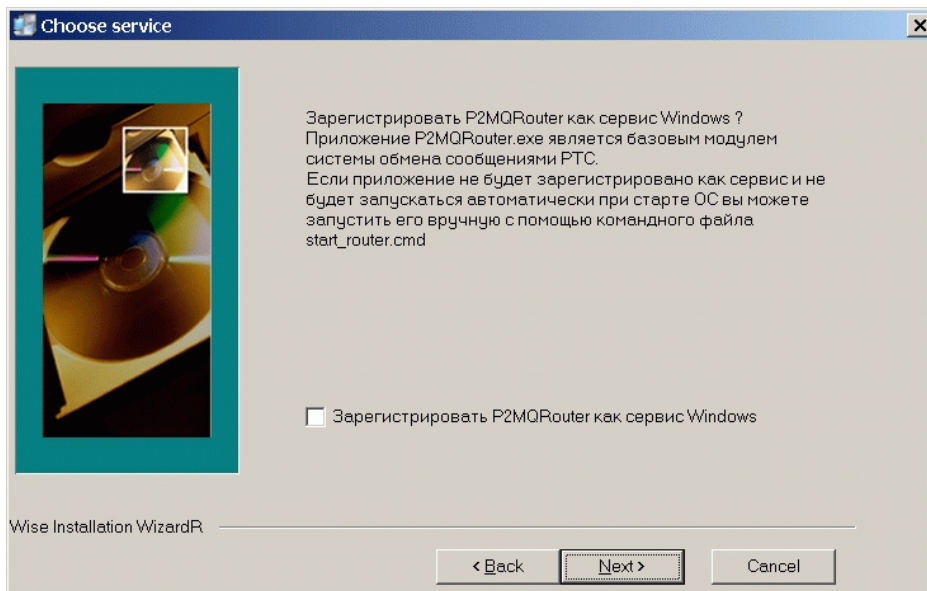 Choose service
Зарегистрировать P2MQRouter как сервис Windows ?
Приложение P2MQRouter.exe является базовым модулем
системы обмена сообщениями РТС.
Если приложение не будет зарегистрировано как сервис и не
будет запускаться автоматически при старте ОС вы можете
запустить его вручную с помощью командного файла
start_router.cmd
Зарегистрировать P2MQRouter как сервис Windows
Wise Installation WizardR
< Back
Next >
Cancel